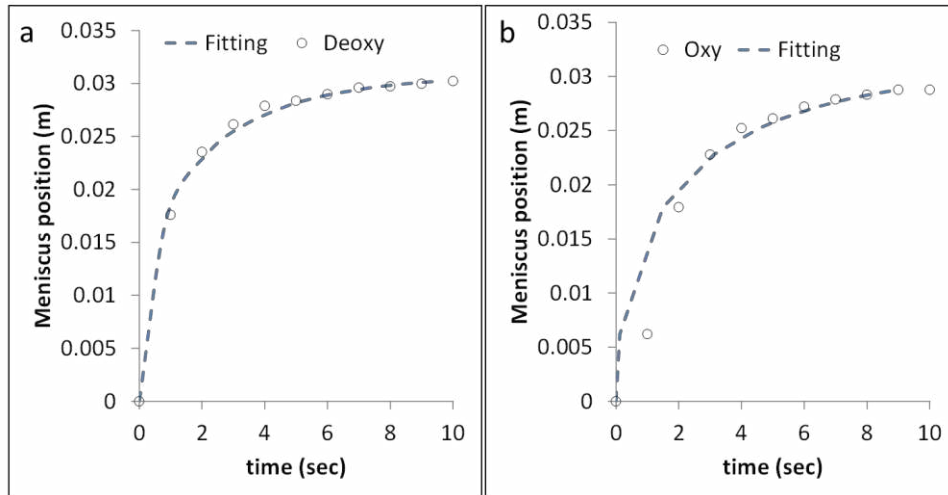 a
Fitting
Deoxy
0.035
0.03
0.025
0.02
0.015
0.01
0.005
0
Meniscus position (m)
0 2 4 6 8 10
time (sec)
b
Oxy
Fitting
0.035
0.03
0.025
0.02
0.015
0.01
0.005
0
Meniscus position (m)
0 2 4 6 8 10
time (sec)